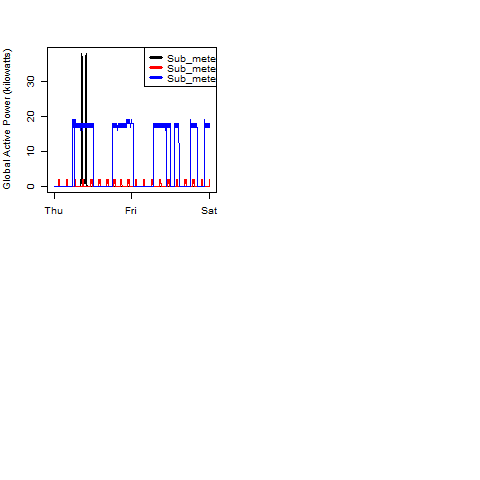 Global Active Power (kilowatts)
30
20
10
0
Sub_mete
Sub_mete
Sub_mete
Thu Fri Sat